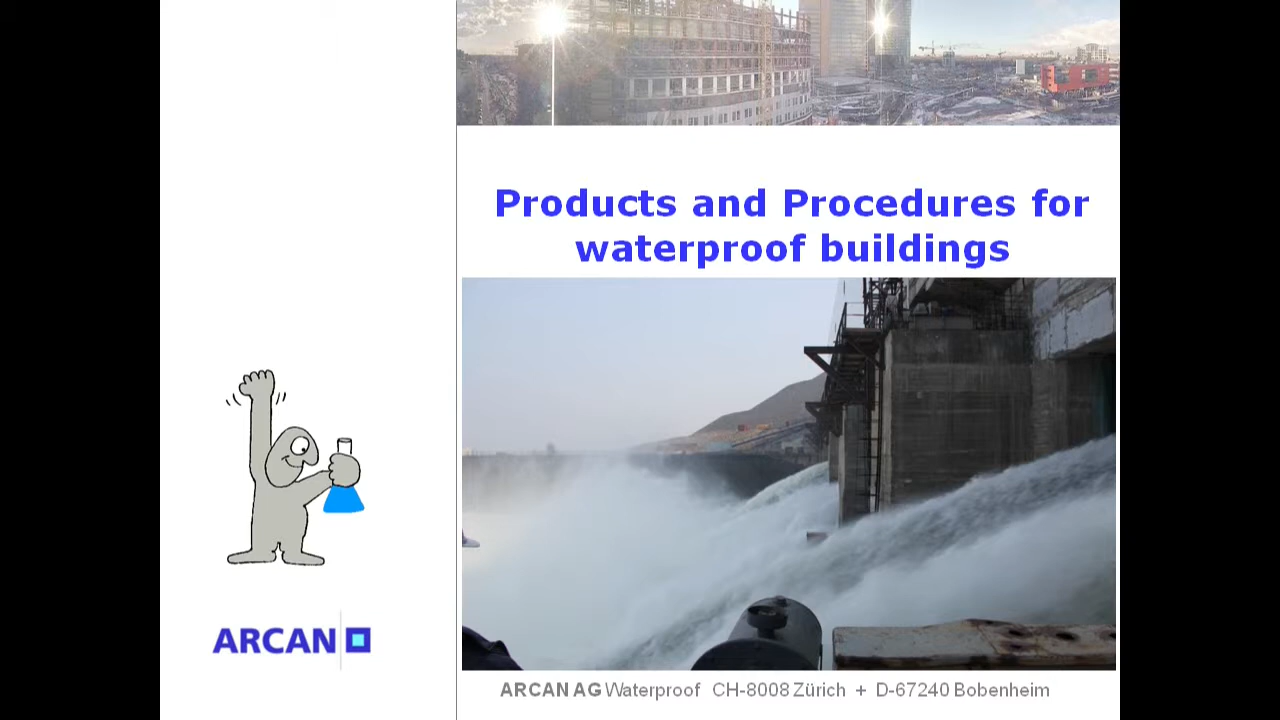 Products and Procedures for
waterproof buildings
ARCAN
ARCAN AG Waterproof CH-8008 Zürich + D-67240 Bobenheim